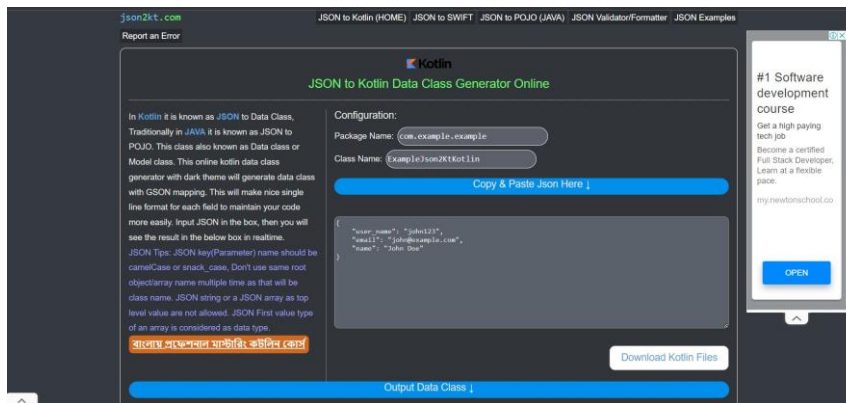 json2kt.com
JSON to Kotlin (HOME) JSON to SWIFT JSON to POJO (JAVA) JSON Validator/Formatter JSON Examples
Report an Error
Kotlin
JSON to Kotlin Data Class Generator Online
In Kotlin it is known as JSON to Data Class,
Traditionally in JAVA it is known as JSON to
POJO. This class also known as Data class or
Model class. This online kotlin data class
generator with dark theme will generate data class
with GSON mapping. This will make nice single
line format for each field to maintain your code
more easily. Input JSON in the box, then you will
see the result in the below box in realtime.
JSON Tips: JSON key(Parameter) name should be
camelCase or snack_case, Don't use same root
object/array name multiple time as that will be
class name. JSON string or a JSON array as top
level value are not allowed. JSON First value type
of an array is considered as data type.
বাংলায় প্রফেশনাল মাস্টারিং কটলিন কোর্স
Configuration:
Package Name: com.example.example
Class Name: ExampleJson2KtKotlin
Copy & Paste Json Here ↓
{
"user_name": "john123",
"email": "john@example.com",
"name": "John Doe"
}
Download Kotlin Files
Output Data Class ↓
#1 Software
development
course
Get a high paying
tech job
Become a certified
Full Stack Developer,
Learn at a flexible
pace.
my.newtonschool.co
OPEN